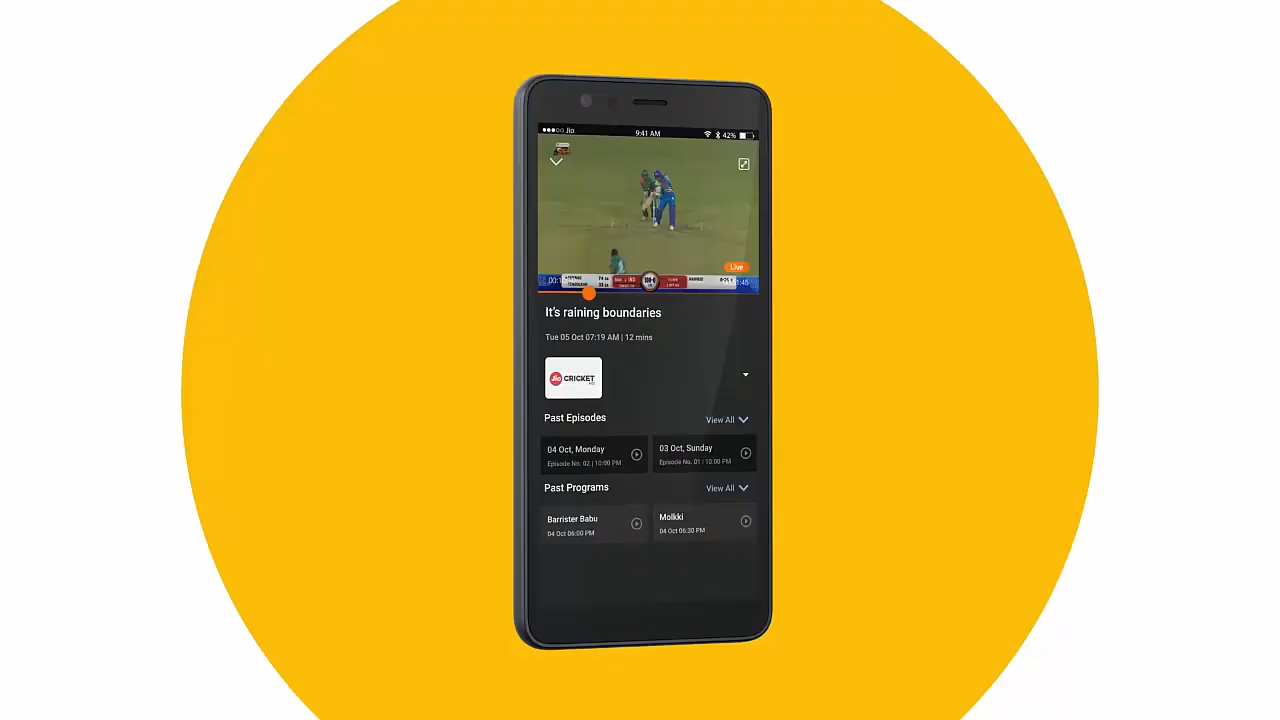 Jio
9:41 AM
42%
Live
It's raining boundaries
Tue 05 Oct 07:19 AM | 12 mins
Jio CRICKET HD
Past Episodes
View All
04 Oct, Monday
Episode No. 02 | 10:00 PM
03 Oct, Sunday
Episode No. 01 | 10:00 PM
Past Programs
View All
Barrister Babu
04 Oct 06:00 PM
Molkki
04 Oct 06:30 PM